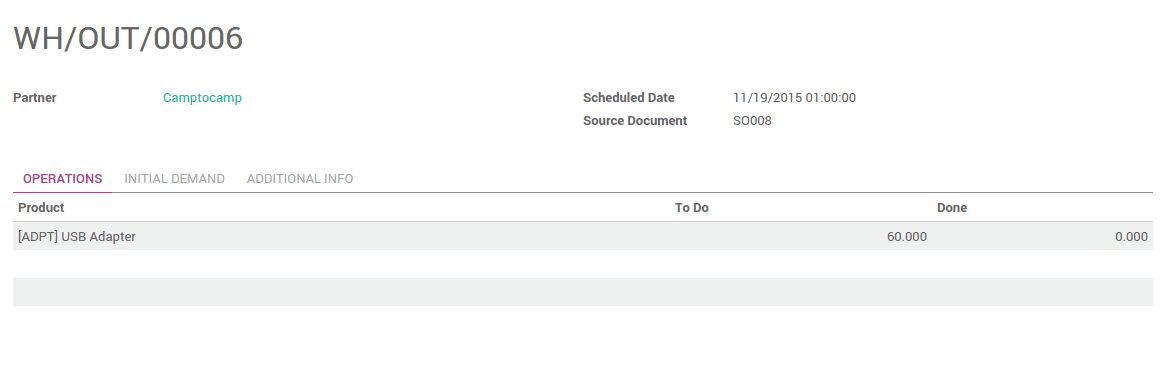 WH/OUT/00006
Partner Camptocamp Scheduled Date 11/19/2015 01:00:00
Source Document SO008
OPERATIONS INITIAL DEMAND ADDITIONAL INFO
Product To Do Done
[ADPT] USB Adapter 60.000 0.000